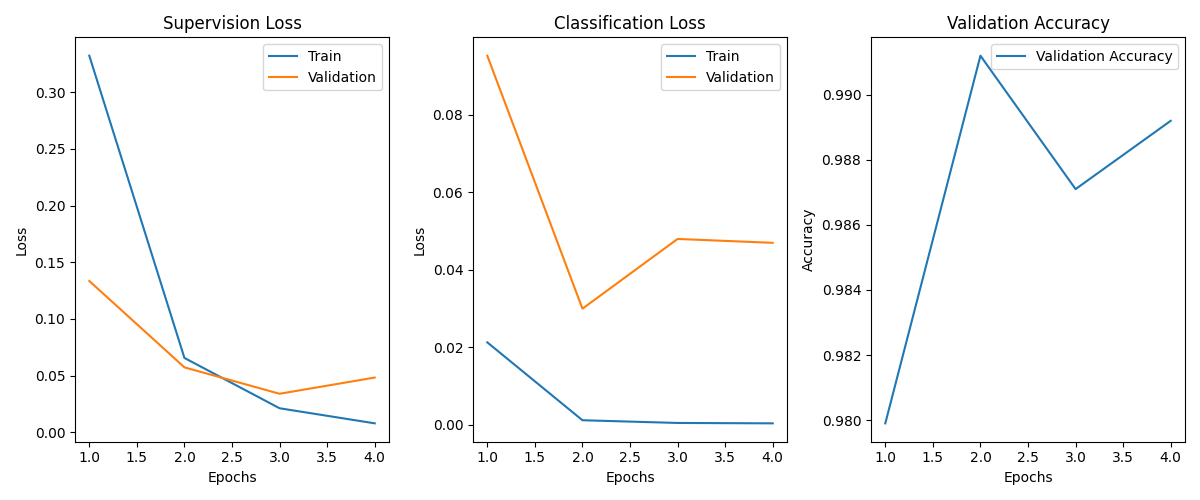 Supervision Loss
Train
Validation
0.30
0.25
0.20
0.15
0.10
0.05
0.00
Loss
1.0 1.5 2.0 2.5 3.0 3.5 4.0
Epochs
Classification Loss
Train
Validation
0.08
0.06
0.04
0.02
0.00
Loss
1.0 1.5 2.0 2.5 3.0 3.5 4.0
Epochs
Validation Accuracy
Validation Accuracy
0.990
0.988
0.986
0.984
0.982
0.980
Accuracy
1.0 1.5 2.0 2.5 3.0 3.5 4.0
Epochs